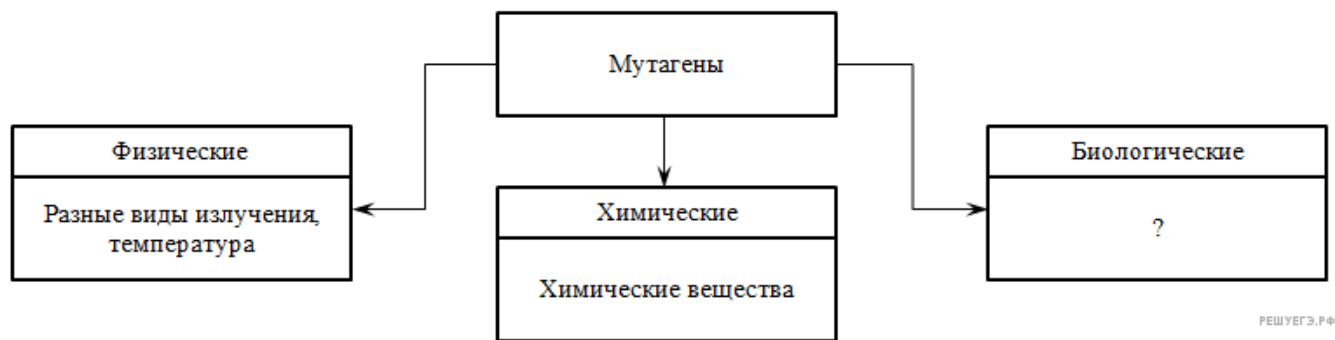 Мутагены
Физические
Разные виды излучения,
температура
Химические
Химические вещества
Биологические
?
РЕШУЕГЭ.РФ